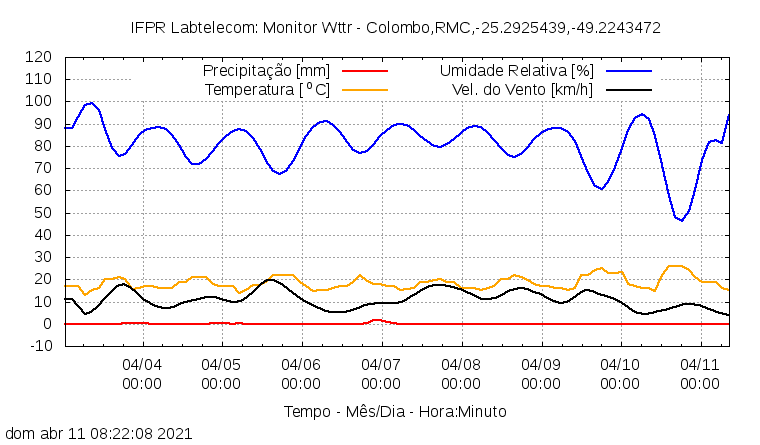 IFPR Labtelecom: Monitor Wttr - Colombo,RMC,-25.2925439,-49.2243472
120
110
100
90
80
70
60
50
40
30
20
10
0
-10
Precipitação [mm]
Umidade Relativa [%]
Temperatura [⁰C]
Vel. do Vento [km/h]
04/04 04/05 04/06 04/07 04/08 04/09 04/10 04/11
00:00 00:00 00:00 00:00 00:00 00:00 00:00 00:00
Tempo - Mês/Dia - Hora:Minuto
dom abr 11 08:22:08 2021